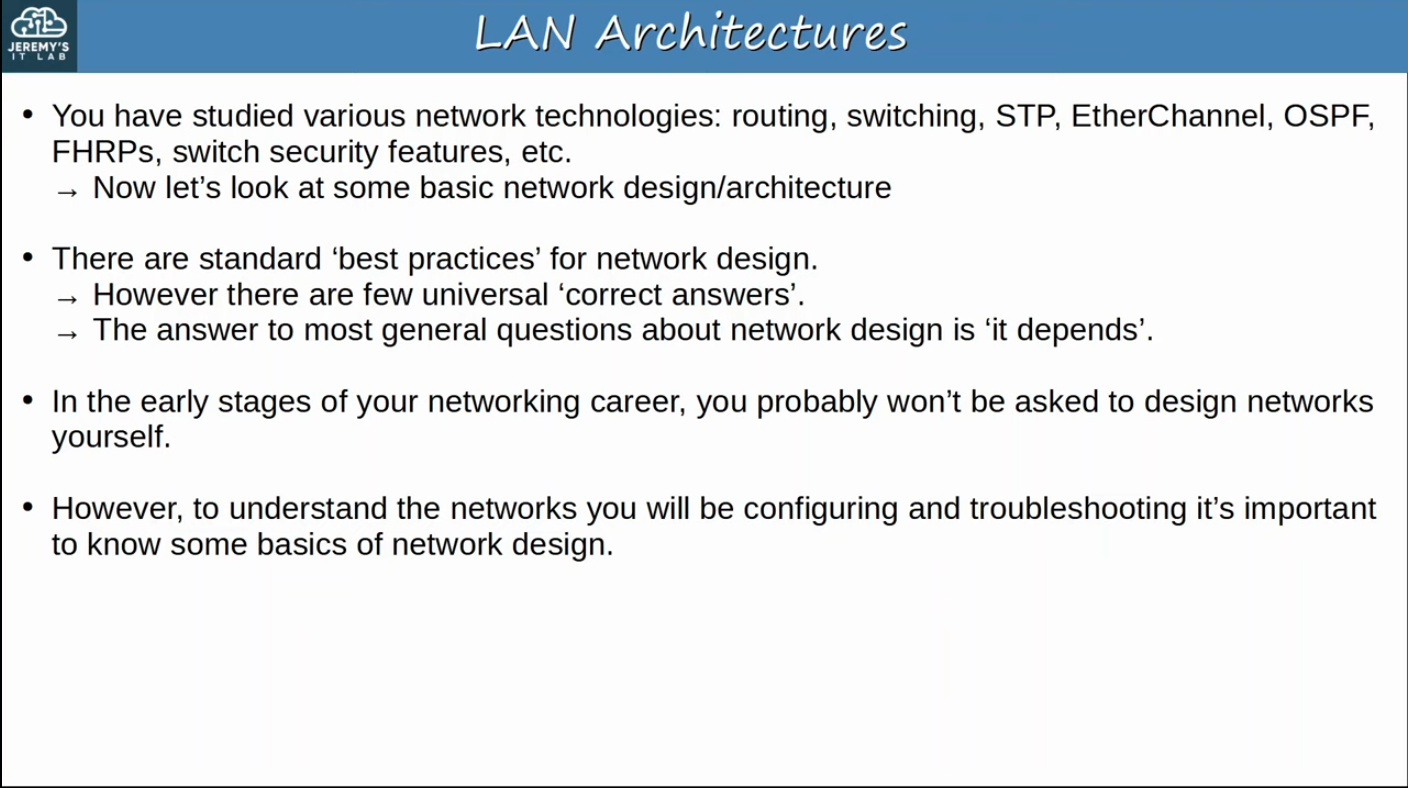 JEREMY'S
IT LAB
LAN Architectures
• You have studied various network technologies: routing, switching, STP, EtherChannel, OSPF,
FHRPs, switch security features, etc.
→ Now let’s look at some basic network design/architecture
• There are standard ‘best practices’ for network design.
→ However there are few universal ‘correct answers’.
→ The answer to most general questions about network design is ‘it depends’.
• In the early stages of your networking career, you probably won’t be asked to design networks
yourself.
• However, to understand the networks you will be configuring and troubleshooting it’s important
to know some basics of network design.